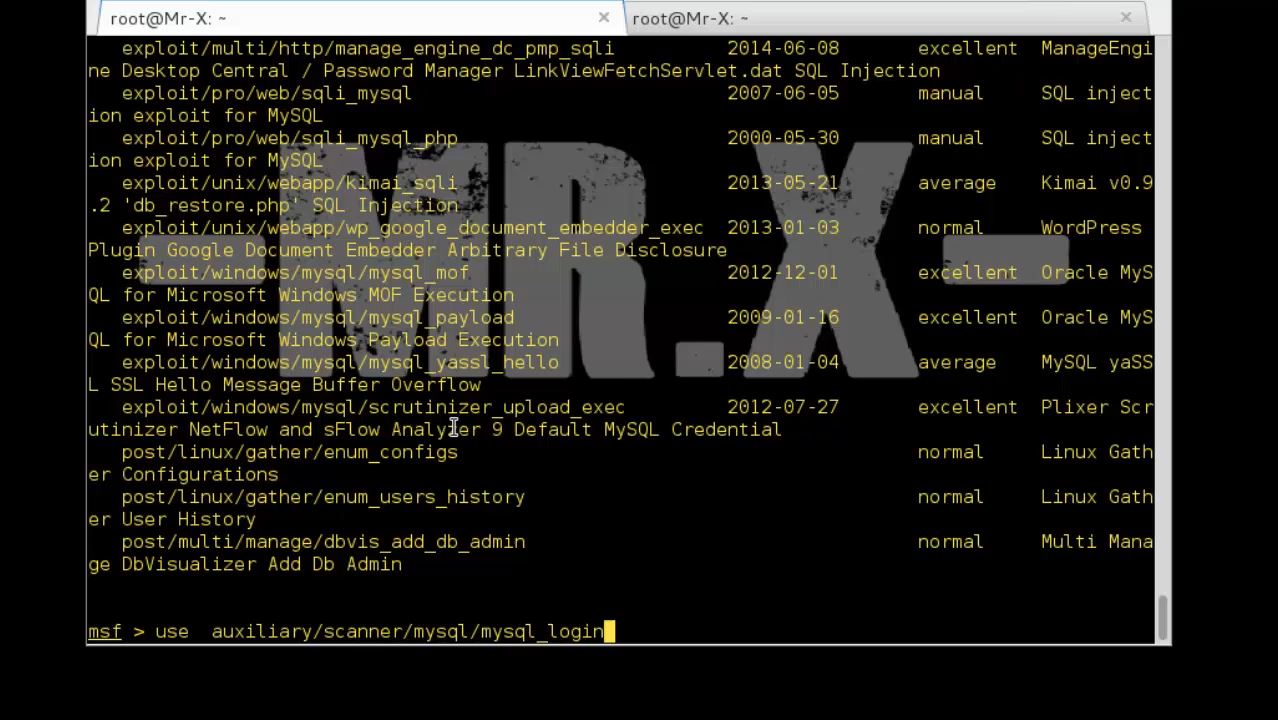 root@Mr-X: ~ × root@Mr-X: ~ ×
exploit/multi/http/manage_engine_dc_pmp_sqli 2014-06-08 excellent ManageEngi
ne Desktop Central / Password Manager LinkViewFetchServlet.dat SQL Injection
exploit/pro/web/sqli_mysql 2007-06-05 manual SQL inject
ion exploit for MySQL
exploit/pro/web/sqli_mysql_php 2000-05-30 manual SQL inject
ion exploit for MySQL
exploit/unix/webapp/kimai_sqli 2013-05-21 average Kimai v0.9
.2 'db_restore.php' SQL Injection
exploit/unix/webapp/wp_google_document_embedder_exec 2013-01-03 normal WordPress
Plugin Google Document Embedder Arbitrary File Disclosure
exploit/windows/mysql/mysql_mof 2012-12-01 excellent Oracle MyS
QL for Microsoft Windows MOF Execution
exploit/windows/mysql/mysql_payload 2009-01-16 excellent Oracle MyS
QL for Microsoft Windows Payload Execution
exploit/windows/mysql/mysql_yassl_hello 2008-01-04 average MySQL yaSS
L SSL Hello Message Buffer Overflow
exploit/windows/mysql/scrutinizer_upload_exec 2012-07-27 excellent Plixer Scr
utinizer NetFlow and sFlow Analyzer 9 Default MySQL Credential
post/linux/gather/enum_configs normal Linux Gath
er Configurations
post/linux/gather/enum_users_history normal Linux Gath
er User History
post/multi/manage/dbvis_add_db_admin normal Multi Mana
ge DbVisualizer Add Db Admin
msf > use  auxiliary/scanner/mysql/mysql_login
-MR.X-